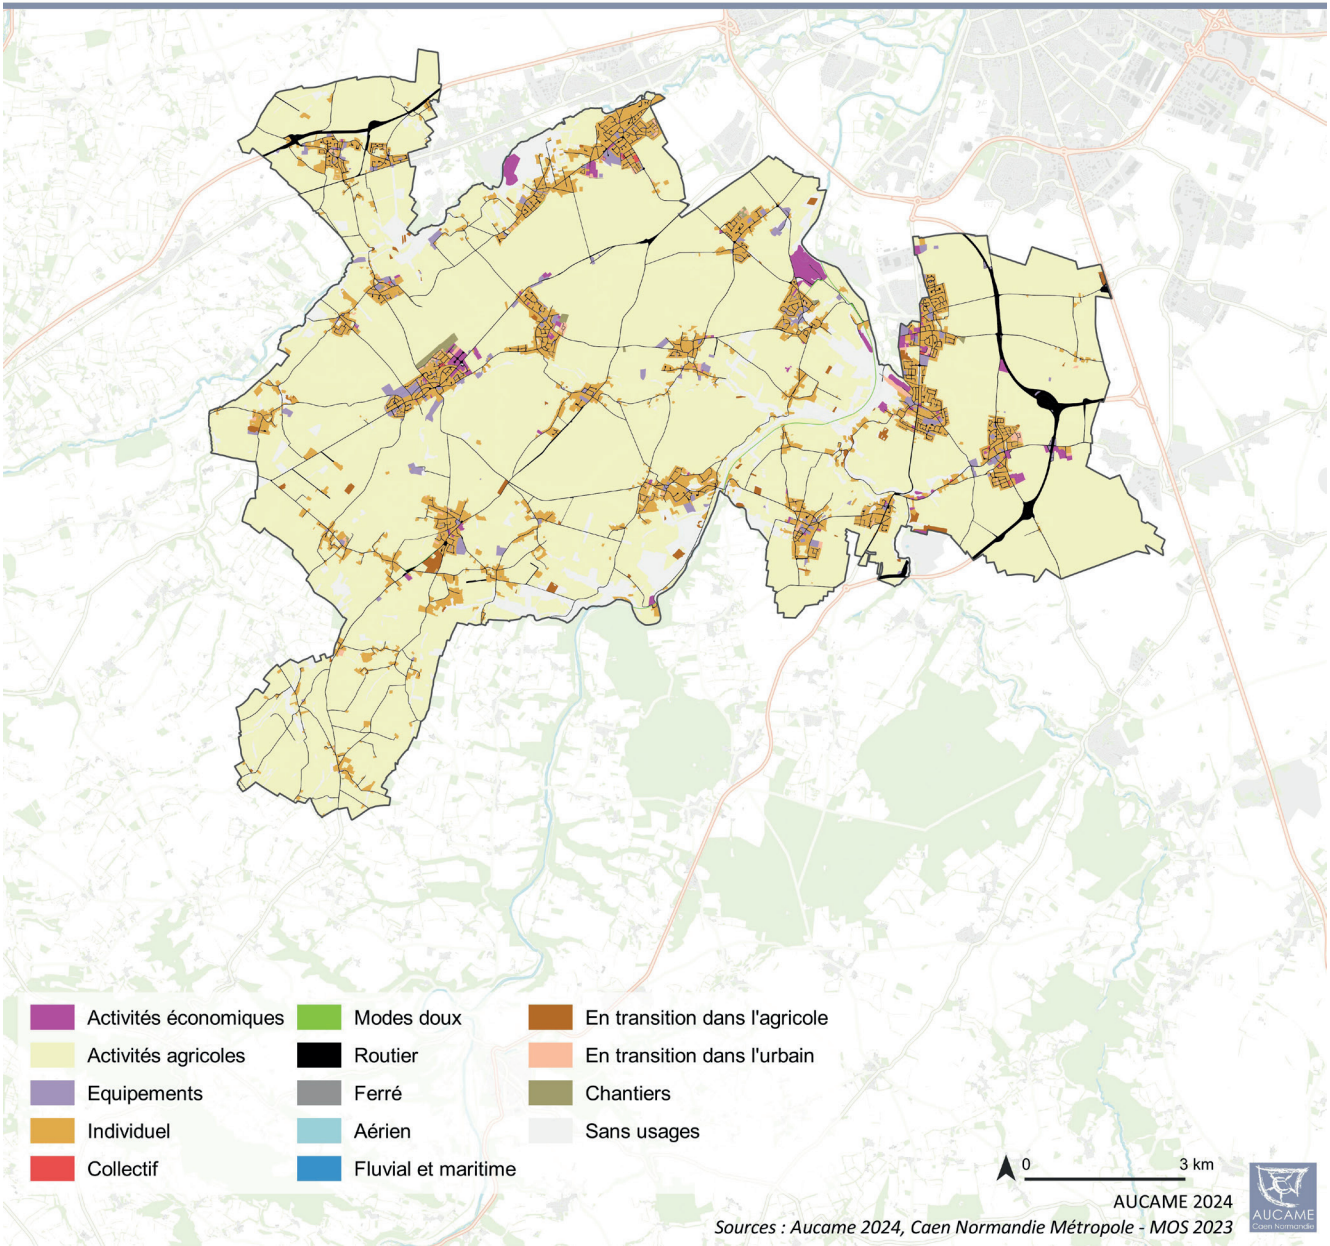 Activités économiques
Activités agricoles
Equipements
Individuel
Collectif
Modes doux
Routier
Ferré
Aérien
Fluvial et maritime
En transition dans l'agricole
En transition dans l'urbain
Chantiers
Sans usages
0 3 km
AUCAME 2024
Sources : Aucame 2024, Caen Normandie Métropole - MOS 2023
AUCAME
Caen Normandie